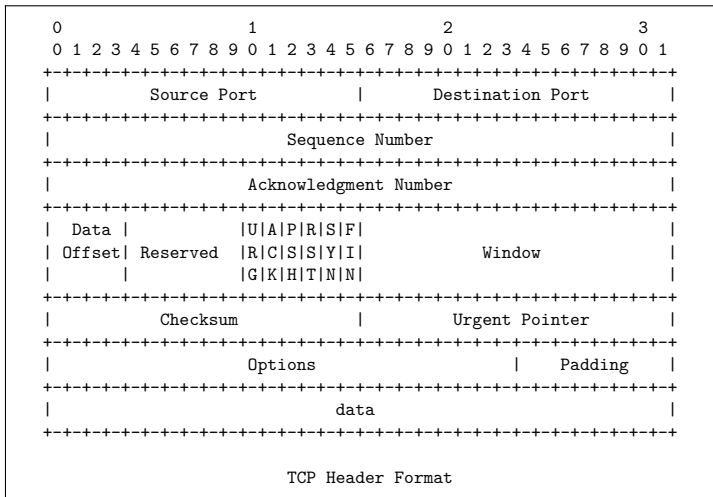 0                   1                   2                   3
 0 1 2 3 4 5 6 7 8 9 0 1 2 3 4 5 6 7 8 9 0 1 2 3 4 5 6 7 8 9 0 1
+-+-+-+-+-+-+-+-+-+-+-+-+-+-+-+-+-+-+-+-+-+-+-+-+-+-+-+-+-+-+-+-+
|          Source Port          |       Destination Port        |
+-+-+-+-+-+-+-+-+-+-+-+-+-+-+-+-+-+-+-+-+-+-+-+-+-+-+-+-+-+-+-+-+
|                        Sequence Number                        |
+-+-+-+-+-+-+-+-+-+-+-+-+-+-+-+-+-+-+-+-+-+-+-+-+-+-+-+-+-+-+-+-+
|                    Acknowledgment Number                      |
+-+-+-+-+-+-+-+-+-+-+-+-+-+-+-+-+-+-+-+-+-+-+-+-+-+-+-+-+-+-+-+-+
|  Data |           |U|A|P|R|S|F|                               |
| Offset| Reserved  |R|C|S|S|Y|I|            Window             |
|       |           |G|K|H|T|N|N|                               |
+-+-+-+-+-+-+-+-+-+-+-+-+-+-+-+-+-+-+-+-+-+-+-+-+-+-+-+-+-+-+-+-+
|           Checksum            |         Urgent Pointer        |
+-+-+-+-+-+-+-+-+-+-+-+-+-+-+-+-+-+-+-+-+-+-+-+-+-+-+-+-+-+-+-+-+
|                    Options                    |    Padding    |
+-+-+-+-+-+-+-+-+-+-+-+-+-+-+-+-+-+-+-+-+-+-+-+-+-+-+-+-+-+-+-+-+
|                             data                              |
+-+-+-+-+-+-+-+-+-+-+-+-+-+-+-+-+-+-+-+-+-+-+-+-+-+-+-+-+-+-+-+-+
                        TCP Header Format